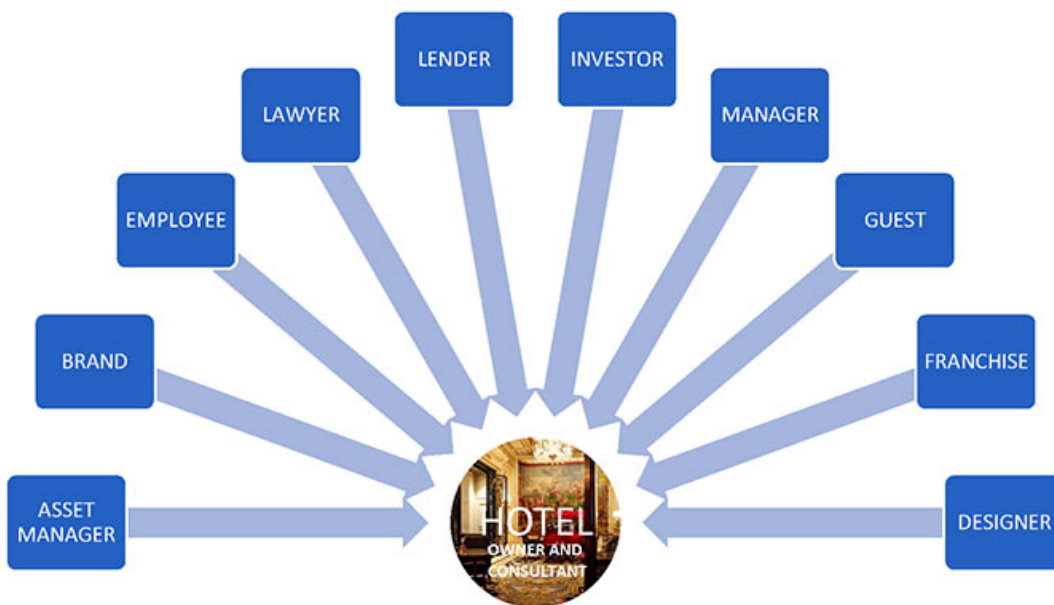 LENDER
INVESTOR
LAWYER
MANAGER
EMPLOYEE
GUEST
BRAND
FRANCHISE
ASSET
MANAGER
DESIGNER
HOTEL
OWNER AND
CONSULTANT